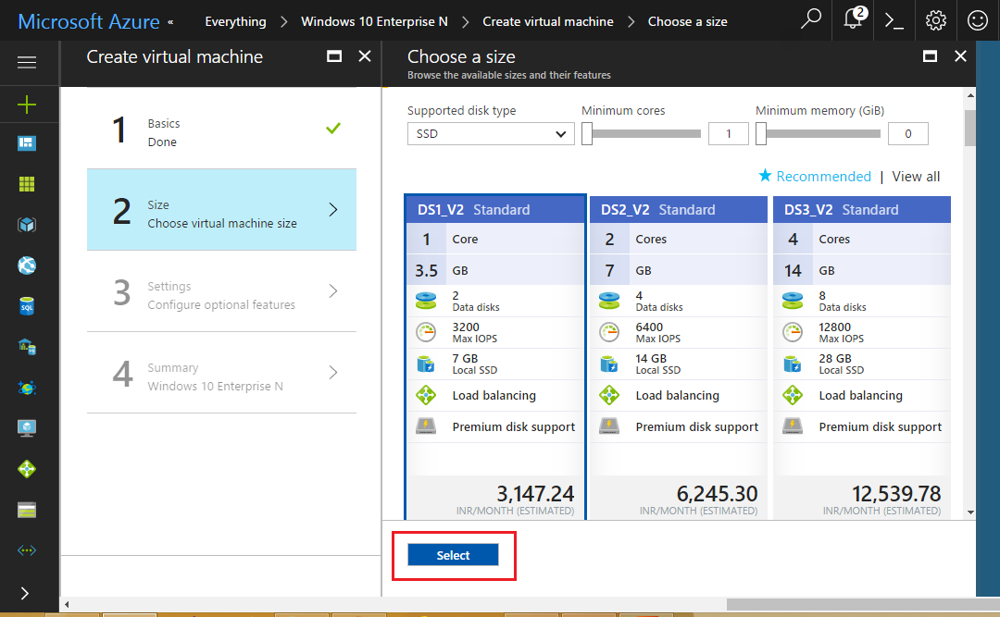 Microsoft Azure «
Everything > Windows 10 Enterprise N > Create virtual machine > Choose a size
2
Create virtual machine
1
Basics
Done
2
Size
Choose virtual machine size
3
Settings
Configure optional features
4
Summary
Windows 10 Enterprise N
SQL
Choose a size
Browse the available sizes and their features
Supported disk type
SSD
Minimum cores
1
Minimum memory (GiB)
0
Recommended | View all
DS1_V2 Standard
1 Core
3.5 GB
2
Data disks
3200
Max IOPS
7 GB
Local SSD
Load balancing
Premium disk support
3,147.24
INR/MONTH (ESTIMATED)
DS2_V2 Standard
2 Cores
7 GB
4
Data disks
6400
Max IOPS
14 GB
Local SSD
Load balancing
Premium disk support
6,245.30
INR/MONTH (ESTIMATED)
DS3_V2 Standard
4 Cores
14 GB
8
Data disks
12800
Max IOPS
28 GB
Local SSD
Load balancing
Premium disk support
12,539.78
INR/MONTH (ESTIMATED)
Select